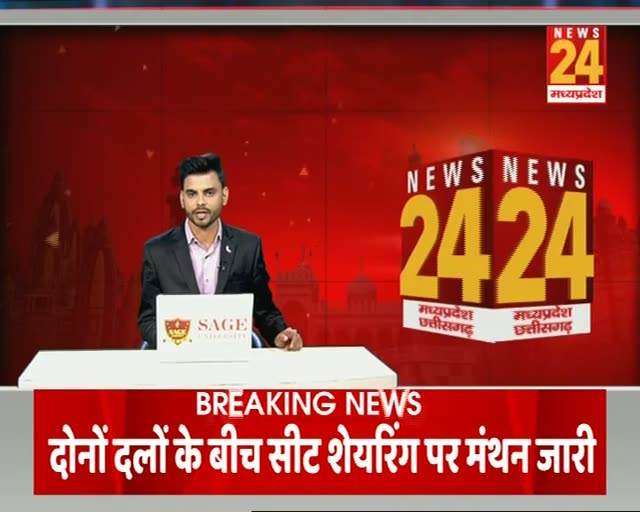 NEWS
24
मध्यप्रदेश
NEWS NEWS
24 24
मध्यप्रदेश
छत्तीसगढ़
मध्यप्रदेश
छत्तीसगढ़
SAGE
UNIVERSITY
BREAKING NEWS
दोनों दलों के बीच सीट शेयरिंग पर मंथन जारी